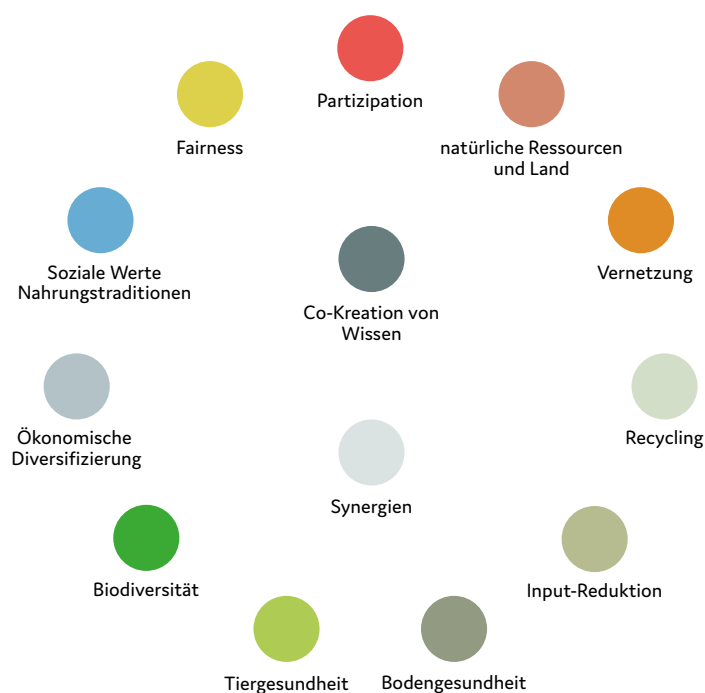 Partizipation
Fairness
natürliche Ressourcen
und Land
Soziale Werte
Nahrungstraditionen
Vernetzung
Co-Kreation von
Wissen
Ökonomische
Diversifizierung
Recycling
Synergien
Biodiversität
Input-Reduktion
Tiergesundheit
Bodengesundheit